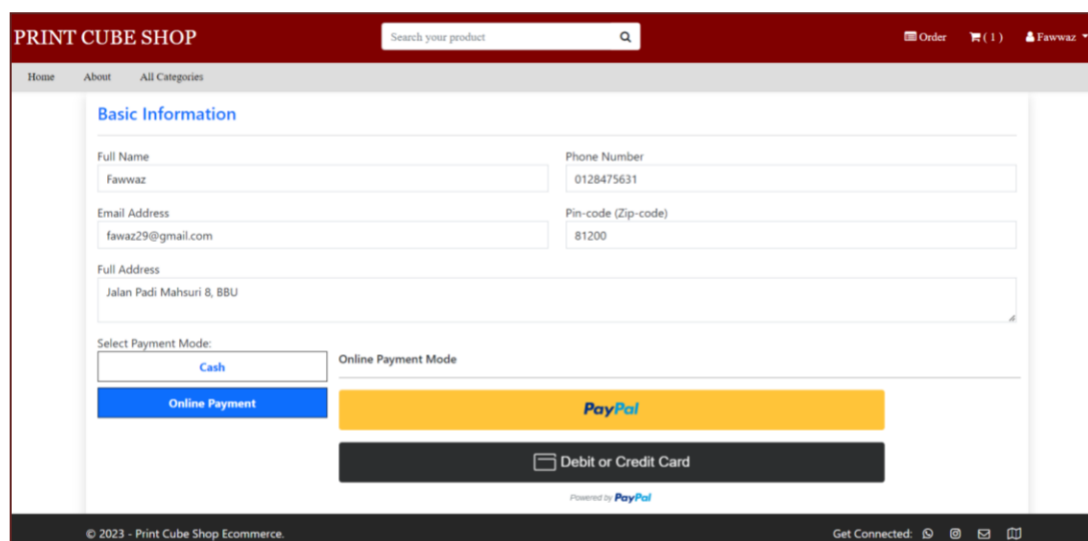 PRINT CUBE SHOP Search your product Order ( 1 ) Fawwaz
Home About All Categories
Basic Information
Full Name Phone Number
Fawwaz 0128475631
Email Address Pin-code (Zip-code)
fawaz29@gmail.com 81200
Full Address
Jalan Padi Mahsuri 8, BBU
Select Payment Mode:
Cash Online Payment Mode
Online Payment PayPal
Debit or Credit Card
Powered by PayPal
© 2023 - Print Cube Shop Ecommerce. Get Connected: